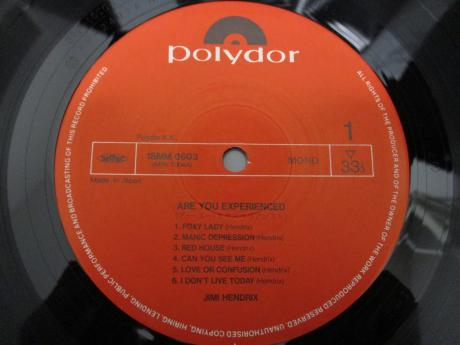 polydor
Polydor K.K.,
18MM 0603
MONO
1
33⅓
Made in Japan
ARE YOU EXPERIENCED
1. FOXY LADY (Hendrix)
2. MANIC DEPRESSION (Hendrix)
3. RED HOUSE (Hendrix)
4. CAN YOU SEE ME (Hendrix)
5. LOVE OR CONFUSION (Hendrix)
6. I DON'T LIVE TODAY (Hendrix)
JIMI HENDRIX
ALL RIGHTS OF THE PRODUCER AND OF THE OWNER OF THE WORK REPRODUCED RESERVED UNAUTHORISED COPYING, HIRING, LENDING, PUBLIC PERFORMANCE AND BROADCASTING OF THIS RECORD PROHIBITED